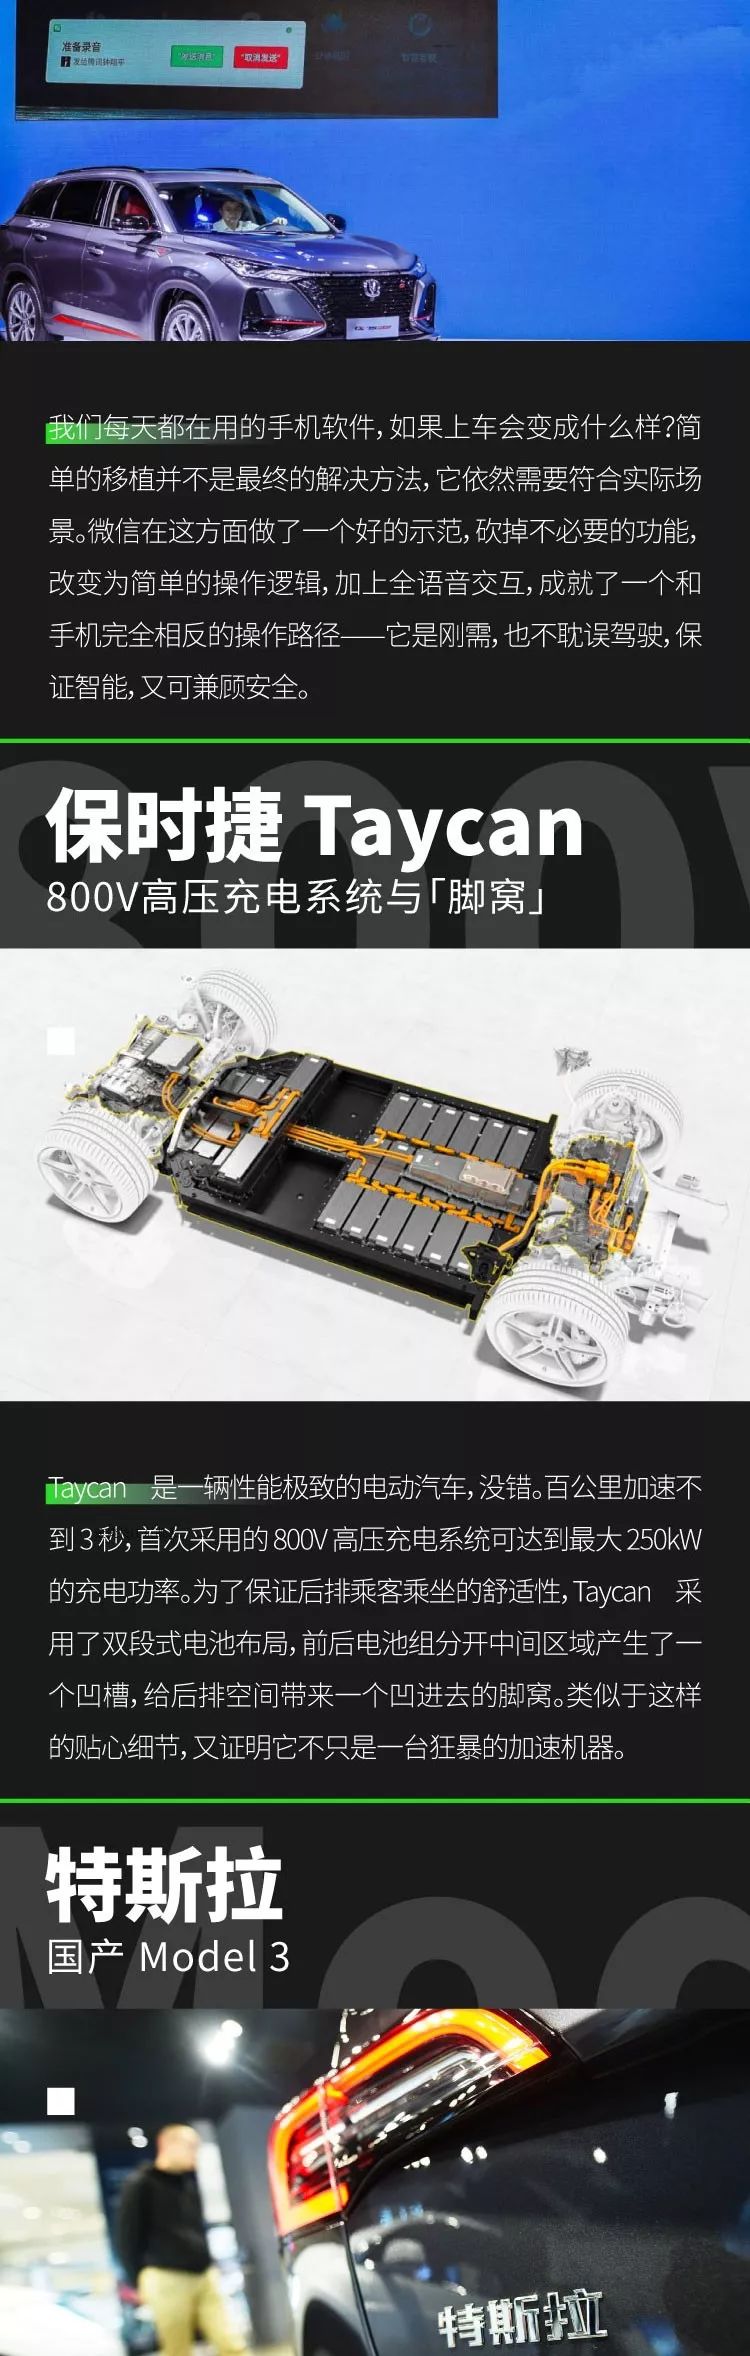 准备录音
发给腾讯钟翔平
"发送消息"
"取消发送"
我们每天都在用的手机软件，如果上车会变成什么样？简
单的移植并不是最终的解决方法，它依然需要符合实际场
景。微信在这方面做了一个好的示范，砍掉不必要的功能，
改变为简单的操作逻辑，加上全语音交互，成就了一个和
手机完全相反的操作路径——它是刚需，也不耽误驾驶，保
证智能，又可兼顾安全。
800V
保时捷 Taycan
800V高压充电系统与「脚窝」
Taycan 是一辆性能极致的电动汽车，没错。百公里加速不
到 3 秒，首次采用的 800V 高压充电系统可达到最大 250kW
的充电功率。为了保证后排乘客乘坐的舒适性，Taycan 采
用了双段式电池布局，前后电池组分开中间区域产生了一
个凹槽，给后排空间带来一个凹进去的脚窝。类似于这样
的贴心细节，又证明它不只是一台狂暴的加速机器。
特斯拉
国产 Model 3
特斯拉